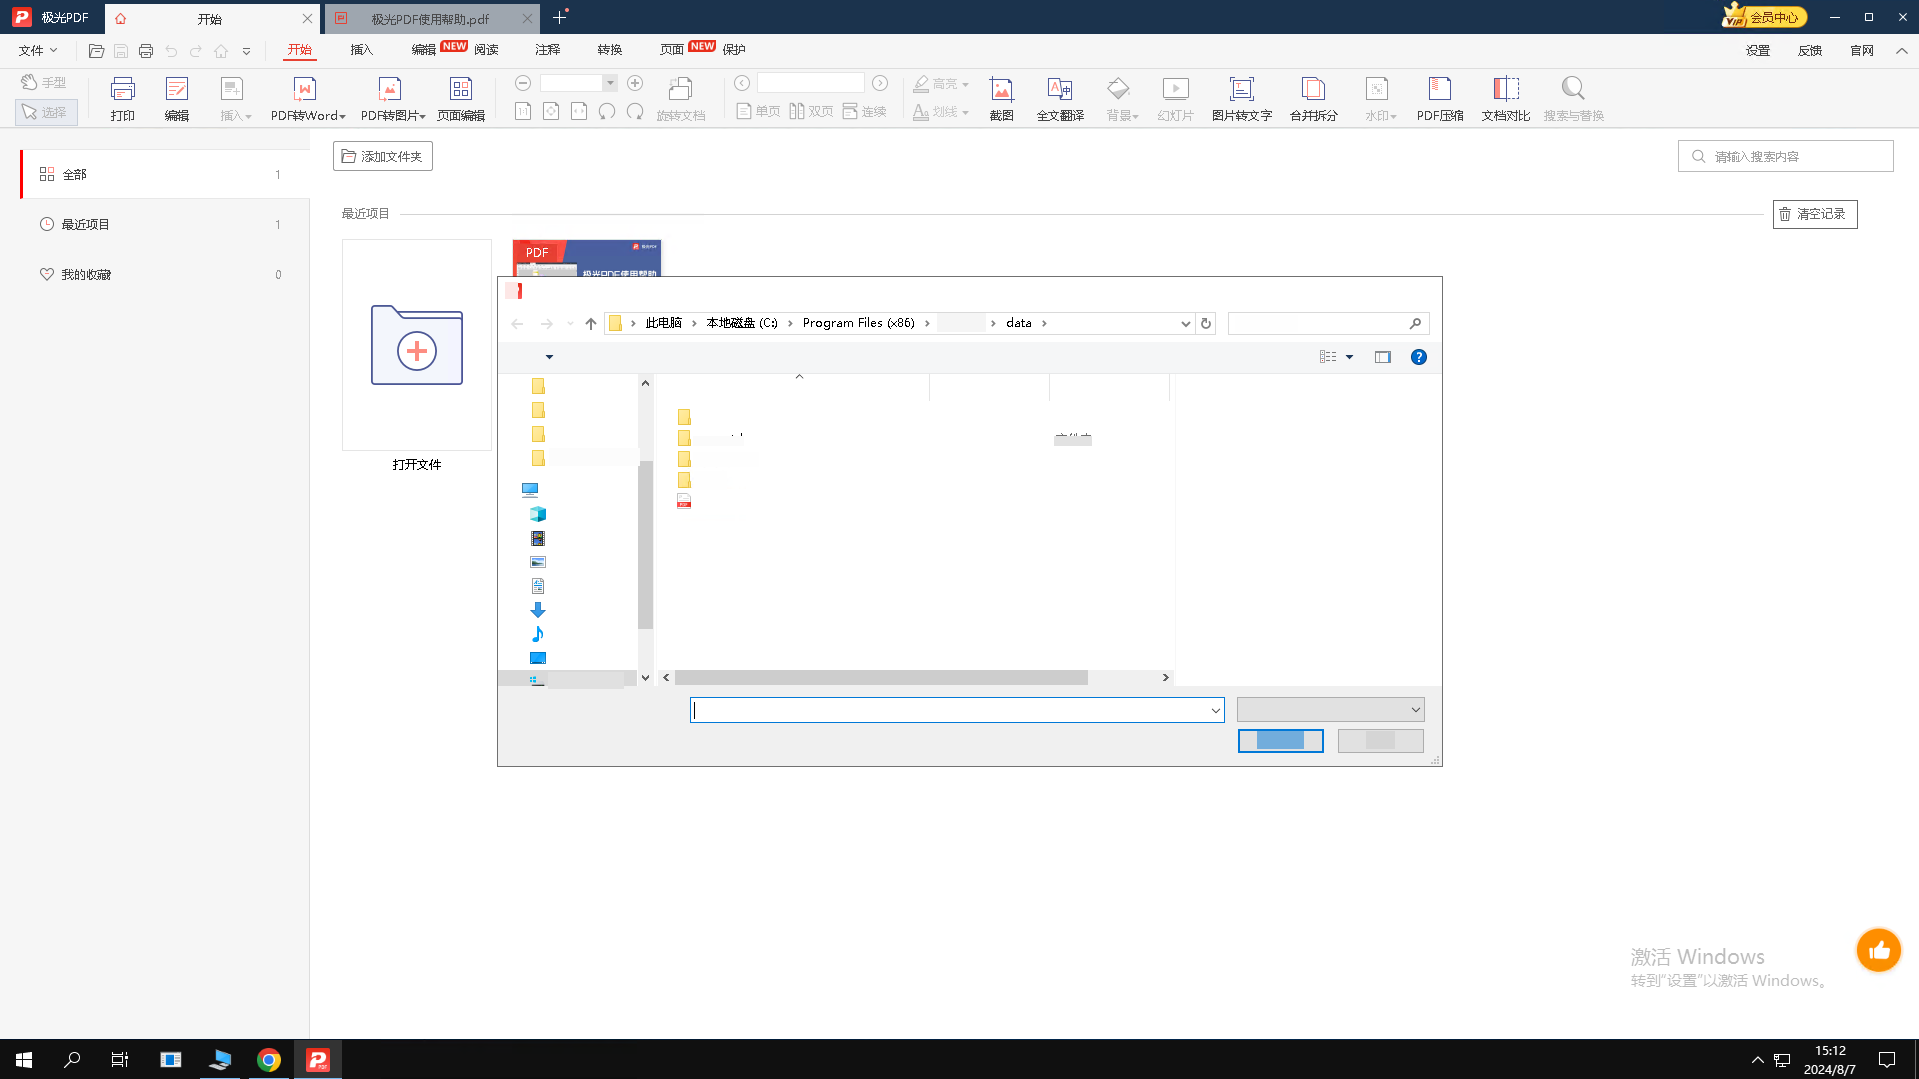 极光PDF
开始
极光PDF使用帮助.pdf
VIP 会员中心
文件
开始
插入
编辑
NEW
阅读
注释
转换
页面
NEW
保护
设置
反馈
官网
手型
选择
打印
编辑
插入
PDF转Word
PDF转图片
页面编辑
1:1
旋转文档
单页
双页
连续
高亮
划线
截图
全文翻译
背景
幻灯片
图片转文字
合并拆分
水印
PDF压缩
文档对比
搜索与替换
全部 1
最近项目 1
我的收藏 0
添加文件夹
请输入搜索内容
最近项目
清空记录
打开文件
PDF
极光PDF
极光PDF使用帮助
此电脑 本地磁盘 (C:) Program Files (x86) data
激活 Windows
转到“设置”以激活 Windows。
15:12
2024/8/7